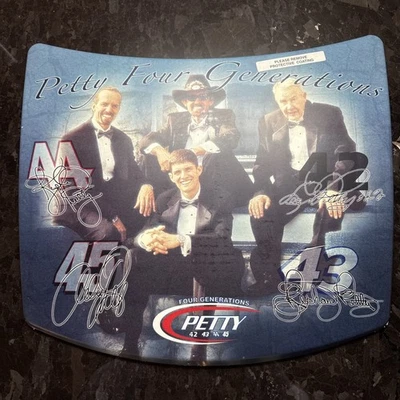 PLEASE REMOVE
PROTECTIVE COATING
Petty Four Generations
44
42
45
43
FOUR GENERATIONS
PETTY
42 43 44 45